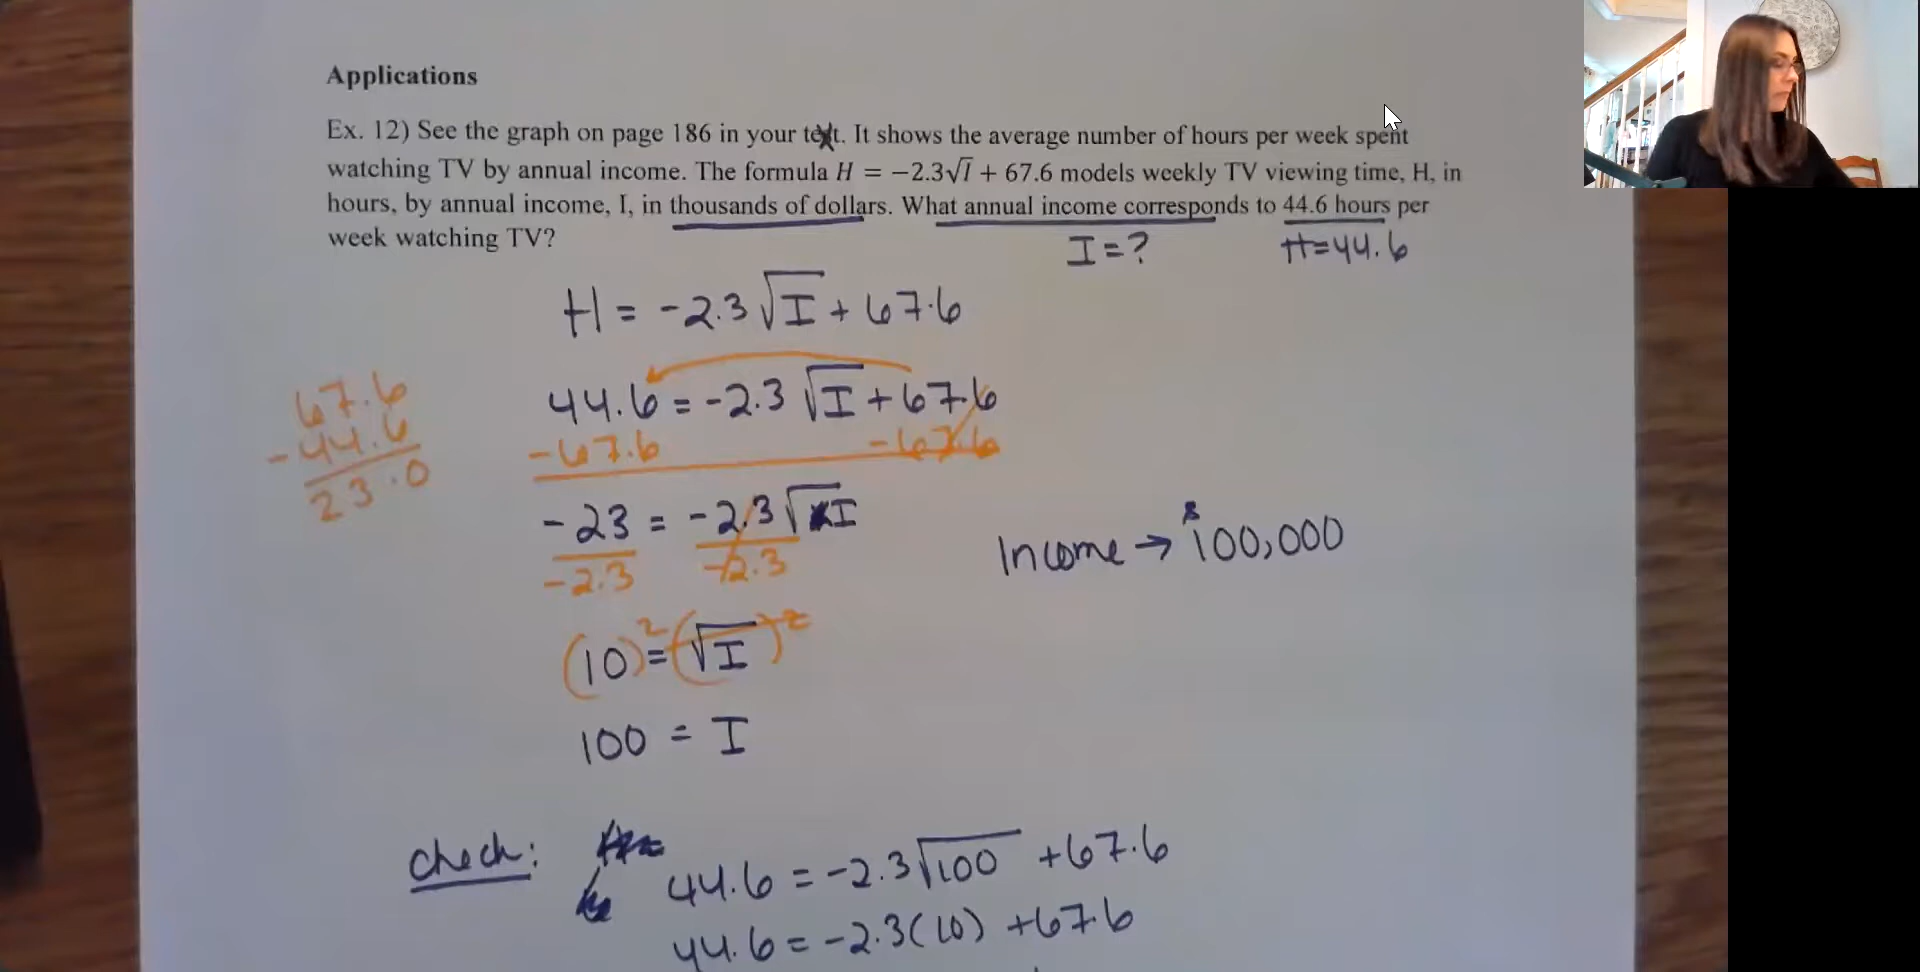 Applications
Ex. 12) See the graph on page 186 in your text. It shows the average number of hours per week spent
watching TV by annual income. The formula H = −2.3√I + 67.6 models weekly TV viewing time, H, in
hours, by annual income, I, in thousands of dollars. What annual income corresponds to 44.6 hours per
week watching TV?
I = ?
H=44.6
H = -2.3√I + 67.6
44.6 = -2.3 √I + 67.6
-67.6 -67.6
67.6
- 44.6
23.0
-23 = -2.3√I
-2.3 -2.3
Income → $100,000
(10)² = (√I)²
100 = I
Check:
44.6 = -2.3√100 + 67.6
44.6 = -2.3(10) + 67.6